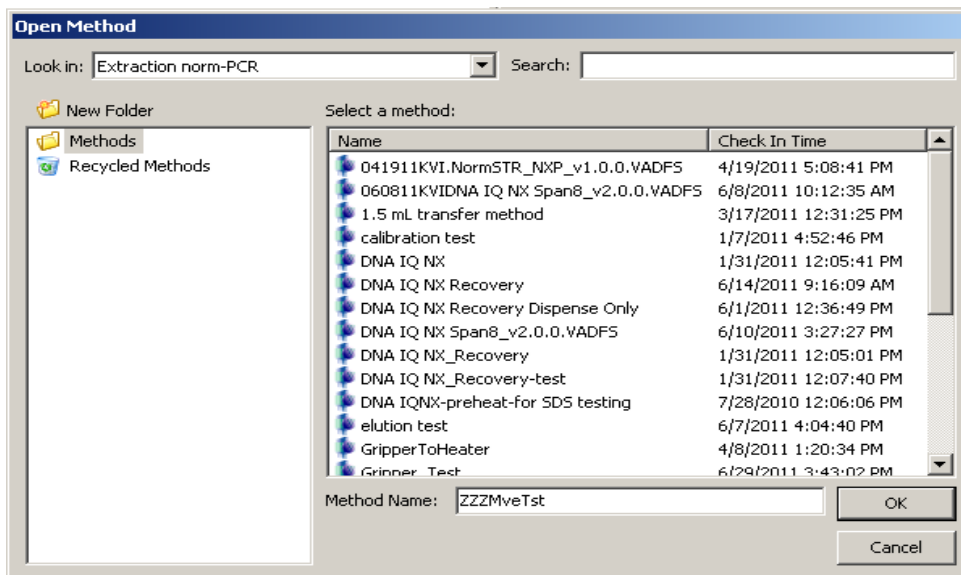 Open Method
Look in: Extraction norm-PCR Search:
New Folder
Methods
Recycled Methods
Select a method:
Name Check In Time
041911KVI.NormSTR_NXP_v1.0.0.VADFS 4/19/2011 5:08:41 PM
060811KVIDNA IQ NX Span8_v2.0.0.VADFS 6/8/2011 10:12:35 AM
1.5 mL transfer method 3/17/2011 12:31:25 PM
calibration test 1/7/2011 4:52:46 PM
DNA IQ NX 1/31/2011 12:05:41 PM
DNA IQ NX Recovery 6/14/2011 9:16:09 AM
DNA IQ NX Recovery Dispense Only 6/1/2011 12:36:49 PM
DNA IQ NX Span8_v2.0.0.VADFS 6/10/2011 3:27:27 PM
DNA IQ NX_Recovery 1/31/2011 12:05:01 PM
DNA IQ NX_Recovery-test 1/31/2011 12:07:40 PM
DNA IQNX-preheat-for SDS testing 7/28/2010 12:06:06 PM
elution test 6/7/2011 4:04:40 PM
GripperToHeater 4/8/2011 1:20:34 PM
Gripper_Test 6/29/2011 3:43:02 PM
Method Name: ZZZMveTst
OK
Cancel